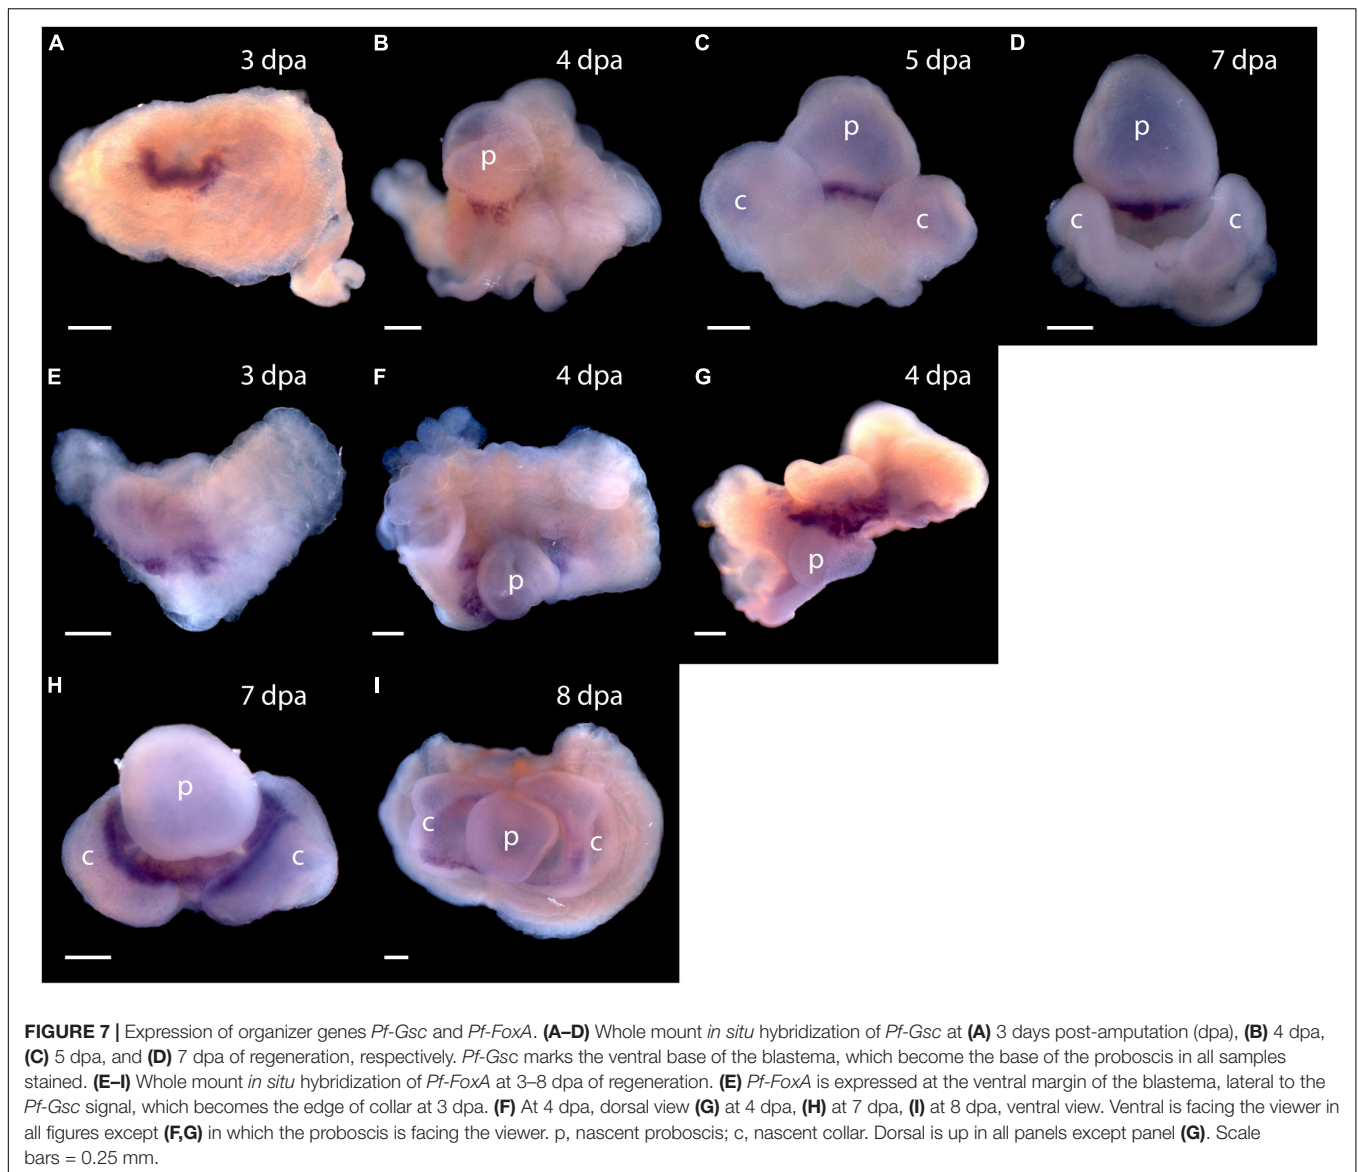 A 3 dpa B 4 dpa C 5 dpa D 7 dpa
p p p
c c c c
E 3 dpa F 4 dpa G 4 dpa
p p
H 7 dpa I 8 dpa
p
c c c p c
FIGURE 7 | Expression of organizer genes Pf-Gsc and Pf-FoxA. (A–D) Whole mount in situ hybridization of Pf-Gsc at (A) 3 days post-amputation (dpa), (B) 4 dpa,
(C) 5 dpa, and (D) 7 dpa of regeneration, respectively. Pf-Gsc marks the ventral base of the blastema, which become the base of the proboscis in all samples
stained. (E–I) Whole mount in situ hybridization of Pf-FoxA at 3–8 dpa of regeneration. (E) Pf-FoxA is expressed at the ventral margin of the blastema, lateral to the
Pf-Gsc signal, which becomes the edge of collar at 3 dpa. (F) At 4 dpa, dorsal view (G) at 4 dpa, (H) at 7 dpa, (I) at 8 dpa, ventral view. Ventral is facing the viewer in
all figures except (F,G) in which the proboscis is facing the viewer. p, nascent proboscis; c, nascent collar. Dorsal is up in all panels except panel (G). Scale
bars = 0.25 mm.